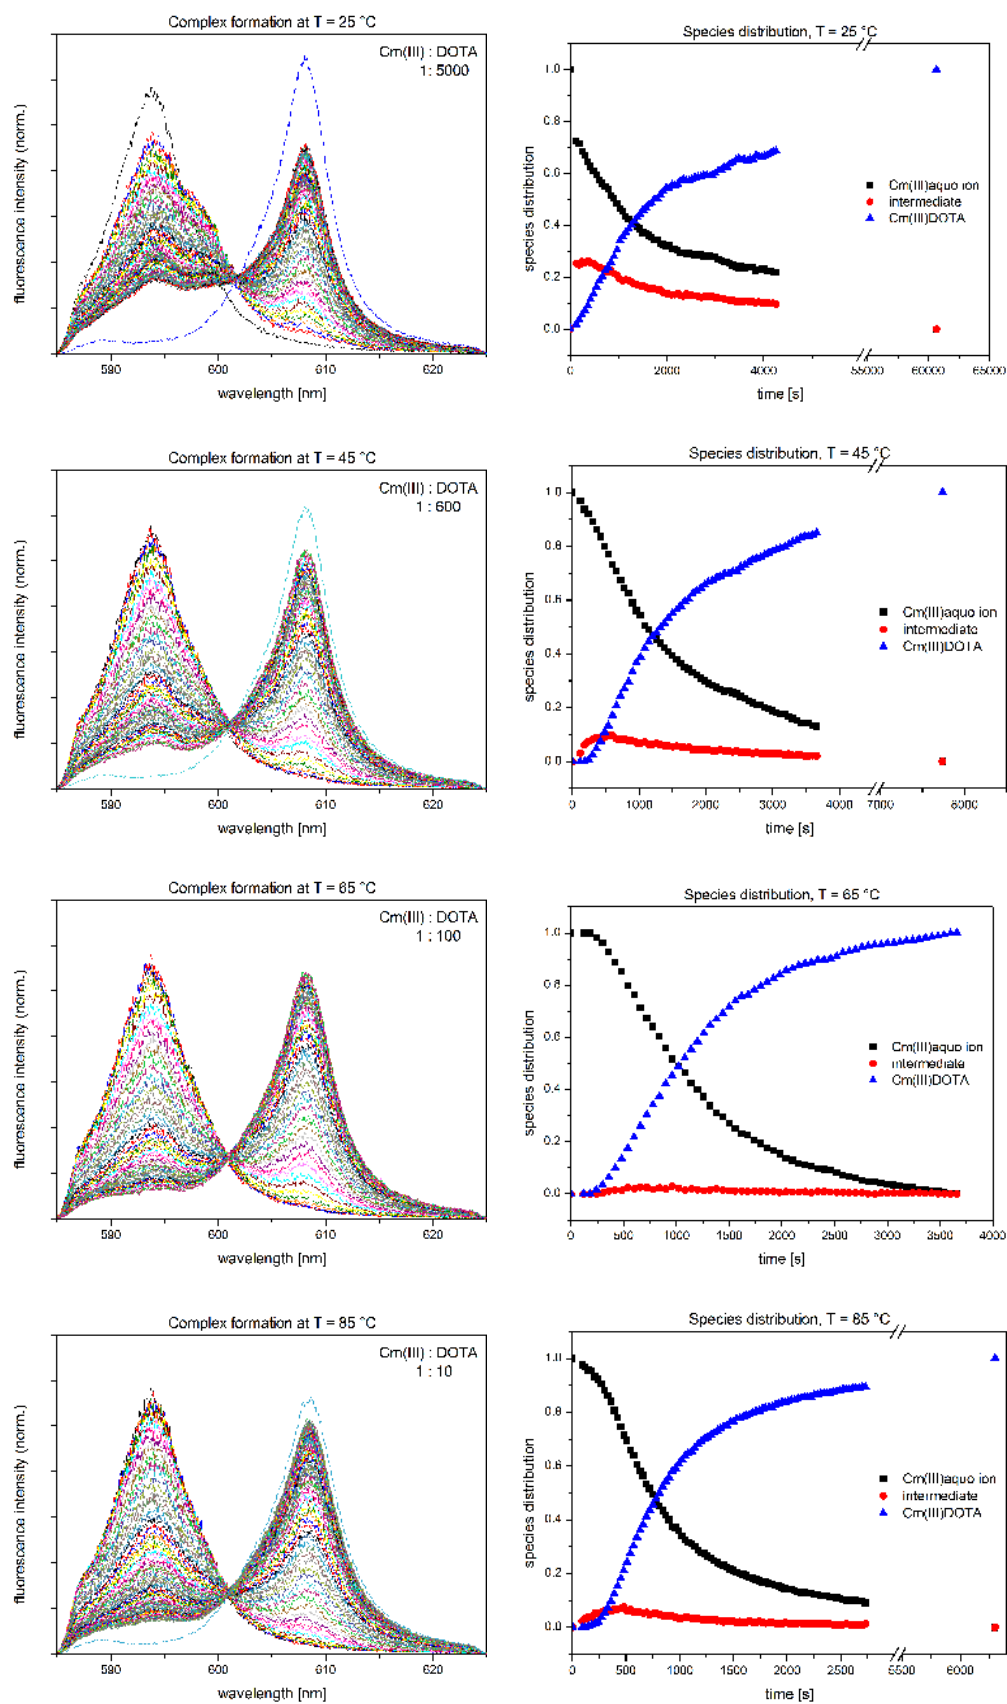 Complex formation at T = 25 °C
Cm(III) : DOTA
1 : 5000
fluorescence intensity (norm.)
590
600
610
620
wavelength [nm]
Species distribution, T = 25 °C
1.0
0.8
0.6
0.4
0.2
0.0
species distribution
Cm(III)aquo ion
intermediate
Cm(III)DOTA
0
2000
4000
55000
60000
65000
time [s]
Complex formation at T = 45 °C
Cm(III) : DOTA
1 : 600
fluorescence intensity (norm.)
590
600
610
620
wavelength [nm]
Species distribution, T = 45 °C
1.0
0.8
0.6
0.4
0.2
0.0
species distribution
Cm(III)aquo ion
intermediate
Cm(III)DOTA
0
1000
2000
3000
4000
7000
8000
time [s]
Complex formation at T = 65 °C
Cm(III) : DOTA
1 : 100
fluorescence intensity (norm.)
590
600
610
620
wavelength [nm]
Species distribution, T = 65 °C
1.0
0.8
0.6
0.4
0.2
0.0
species distribution
Cm(III)aquo ion
intermediate
Cm(III)DOTA
0
500
1000
1500
2000
2500
3000
3500
4000
time [s]
Complex formation at T = 85 °C
Cm(III) : DOTA
1 : 10
fluorescence intensity (norm.)
590
600
610
620
wavelength [nm]
Species distribution, T = 85 °C
1.0
0.8
0.6
0.4
0.2
0.0
species distribution
Cm(III)aquo ion
intermediate
Cm(III)DOTA
0
500
1000
1500
2000
2500
5500
6000
time [s]